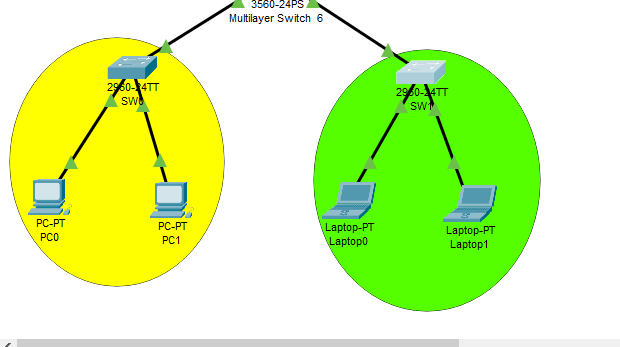 3560-24PS
Multilayer Switch 6
2960-24TT
SW0
2960-24TT
SW1
PC-PT
PC0
PC-PT
PC1
Laptop-PT
Laptop0
Laptop-PT
Laptop1